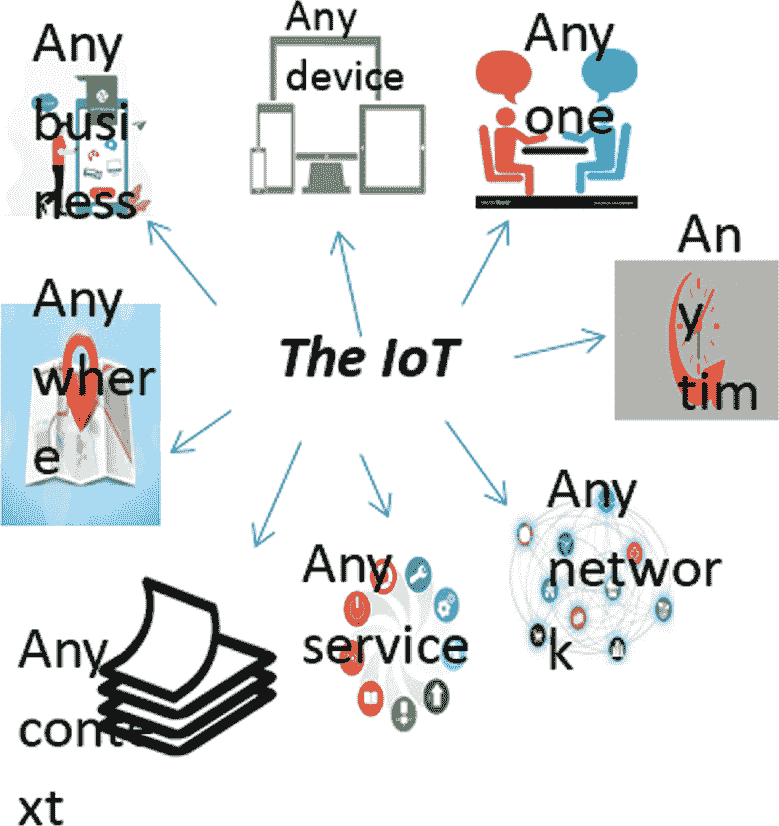 Any
busi
ness
Any
device
Any
one
An
y
tim
Any
wher
e
The IoT
Any
networ
k
Any
service
Any
conte
xt